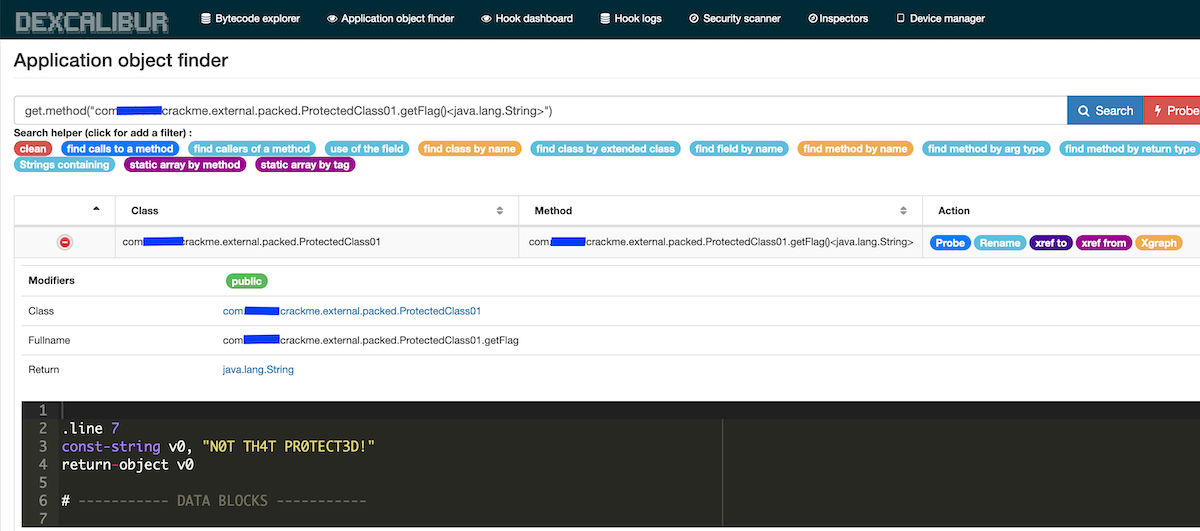 DEXCALIBUR Bytecode explorer Application object finder Hook dashboard Hook logs Security scanner Inspectors Device manager
Application object finder
get.method("com crackme.external.packed.ProtectedClass01.getFlag()<java.lang.String>") Search Probe
Search helper (click for add a filter) :
clean find calls to a method find callers of a method use of the field find class by name find class by extended class find field by name find method by name find method by arg type find method by return type
Strings containing static array by method static array by tag
Class Method Action
com rackme.external.packed.ProtectedClass01 com. crackme.external.packed.ProtectedClass01.getFlag()<java.lang.String> Probe Rename xref to xref from Xgraph
Modifiers public
Class com. crackme.external.packed.ProtectedClass01
Fullname com crackme.external.packed.ProtectedClass01.getFlag
Return java.lang.String
1
2 .line 7
3 const-string v0, "N0T TH4T PR0TECT3D!"
4 return-object v0
5
6 # ----------- DATA BLOCKS -----------
7